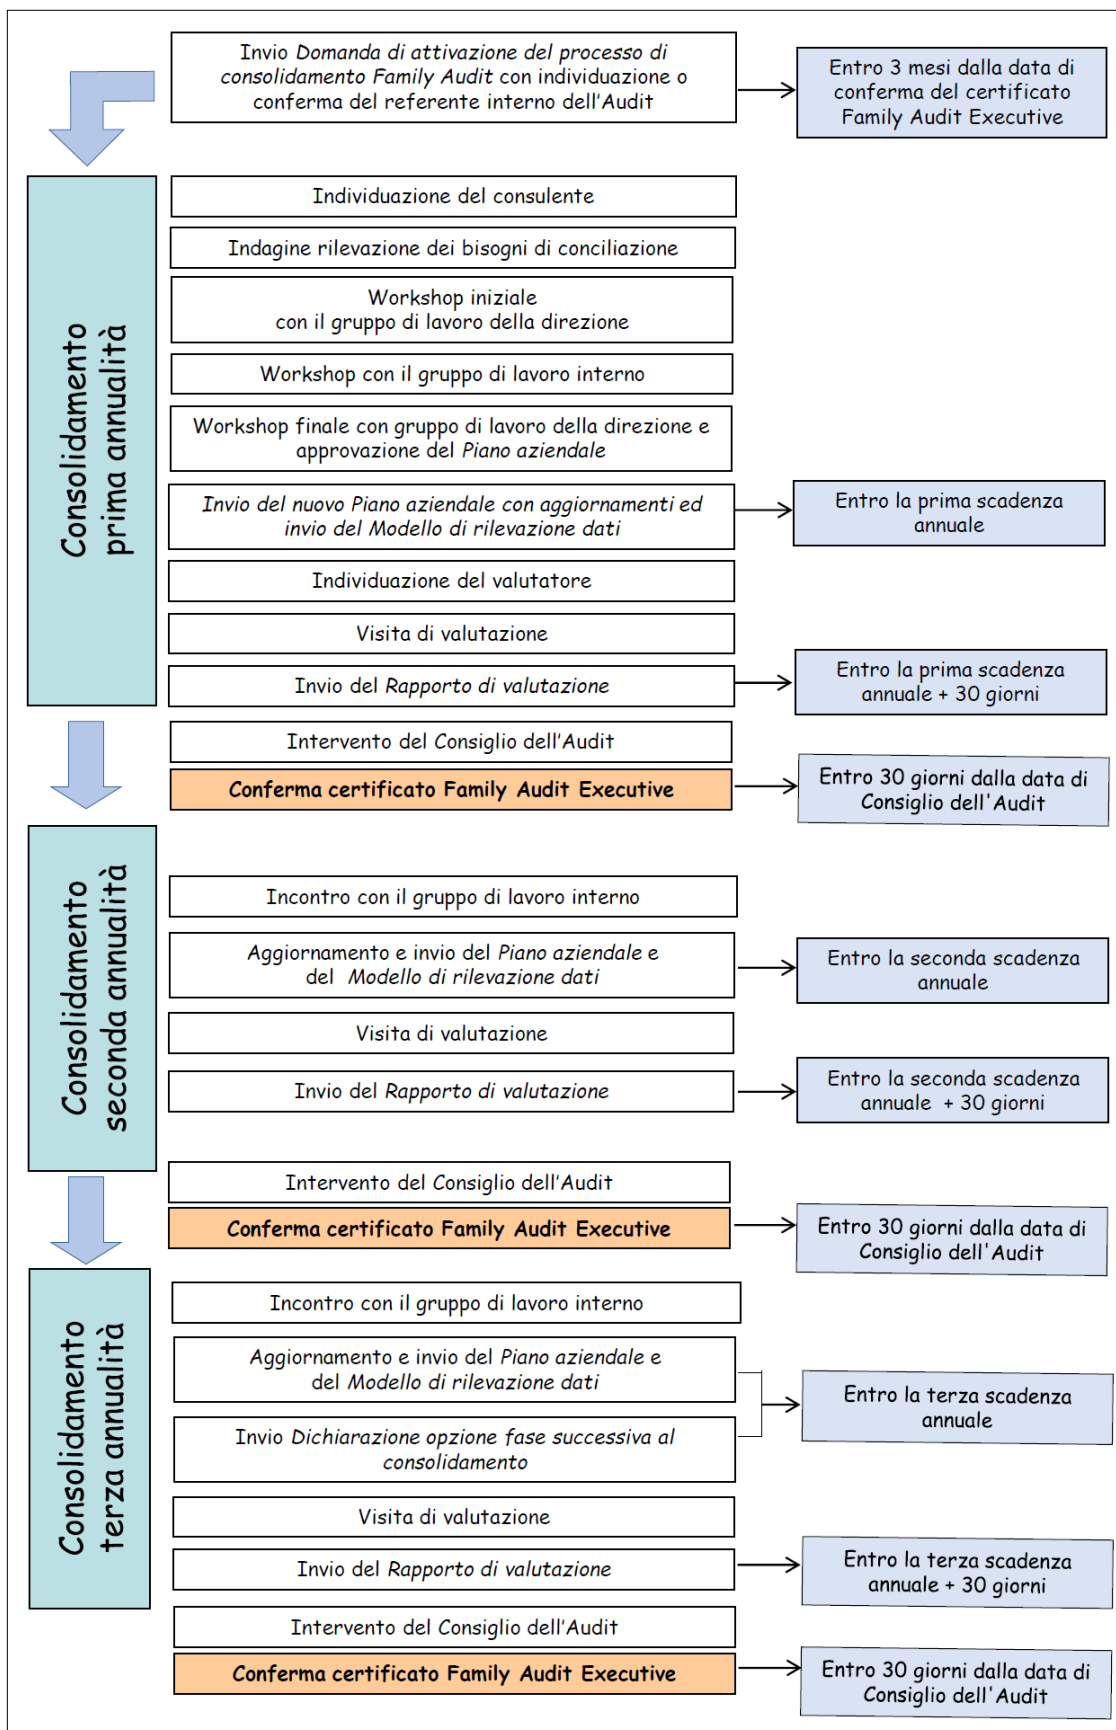 Invio Domanda di attivazione del processo di
consolidamento Family Audit con individuazione o
conferma del referente interno dell'Audit
Entro 3 mesi dalla data di
conferma del certificato
Family Audit Executive
Consolidamento
prima annualità
Individuazione del consulente
Indagine rilevazione dei bisogni di conciliazione
Workshop iniziale
con il gruppo di lavoro della direzione
Workshop con il gruppo di lavoro interno
Workshop finale con gruppo di lavoro della direzione e
approvazione del Piano aziendale
Invio del nuovo Piano aziendale con aggiornamenti ed
invio del Modello di rilevazione dati
Entro la prima scadenza
annuale
Individuazione del valutatore
Visita di valutazione
Invio del Rapporto di valutazione
Entro la prima scadenza
annuale + 30 giorni
Intervento del Consiglio dell'Audit
Conferma certificato Family Audit Executive
Entro 30 giorni dalla data di
Consiglio dell'Audit
Consolidamento
seconda annualità
Incontro con il gruppo di lavoro interno
Aggiornamento e invio del Piano aziendale e
del Modello di rilevazione dati
Entro la seconda scadenza
annuale
Visita di valutazione
Invio del Rapporto di valutazione
Entro la seconda scadenza
annuale + 30 giorni
Intervento del Consiglio dell'Audit
Conferma certificato Family Audit Executive
Entro 30 giorni dalla data di
Consiglio dell'Audit
Consolidamento
terza annualità
Incontro con il gruppo di lavoro interno
Aggiornamento e invio del Piano aziendale e
del Modello di rilevazione dati
Invio Dichiarazione opzione fase successiva al
consolidamento
Entro la terza scadenza
annuale
Visita di valutazione
Invio del Rapporto di valutazione
Entro la terza scadenza
annuale + 30 giorni
Intervento del Consiglio dell'Audit
Conferma certificato Family Audit Executive
Entro 30 giorni dalla data di
Consiglio dell'Audit